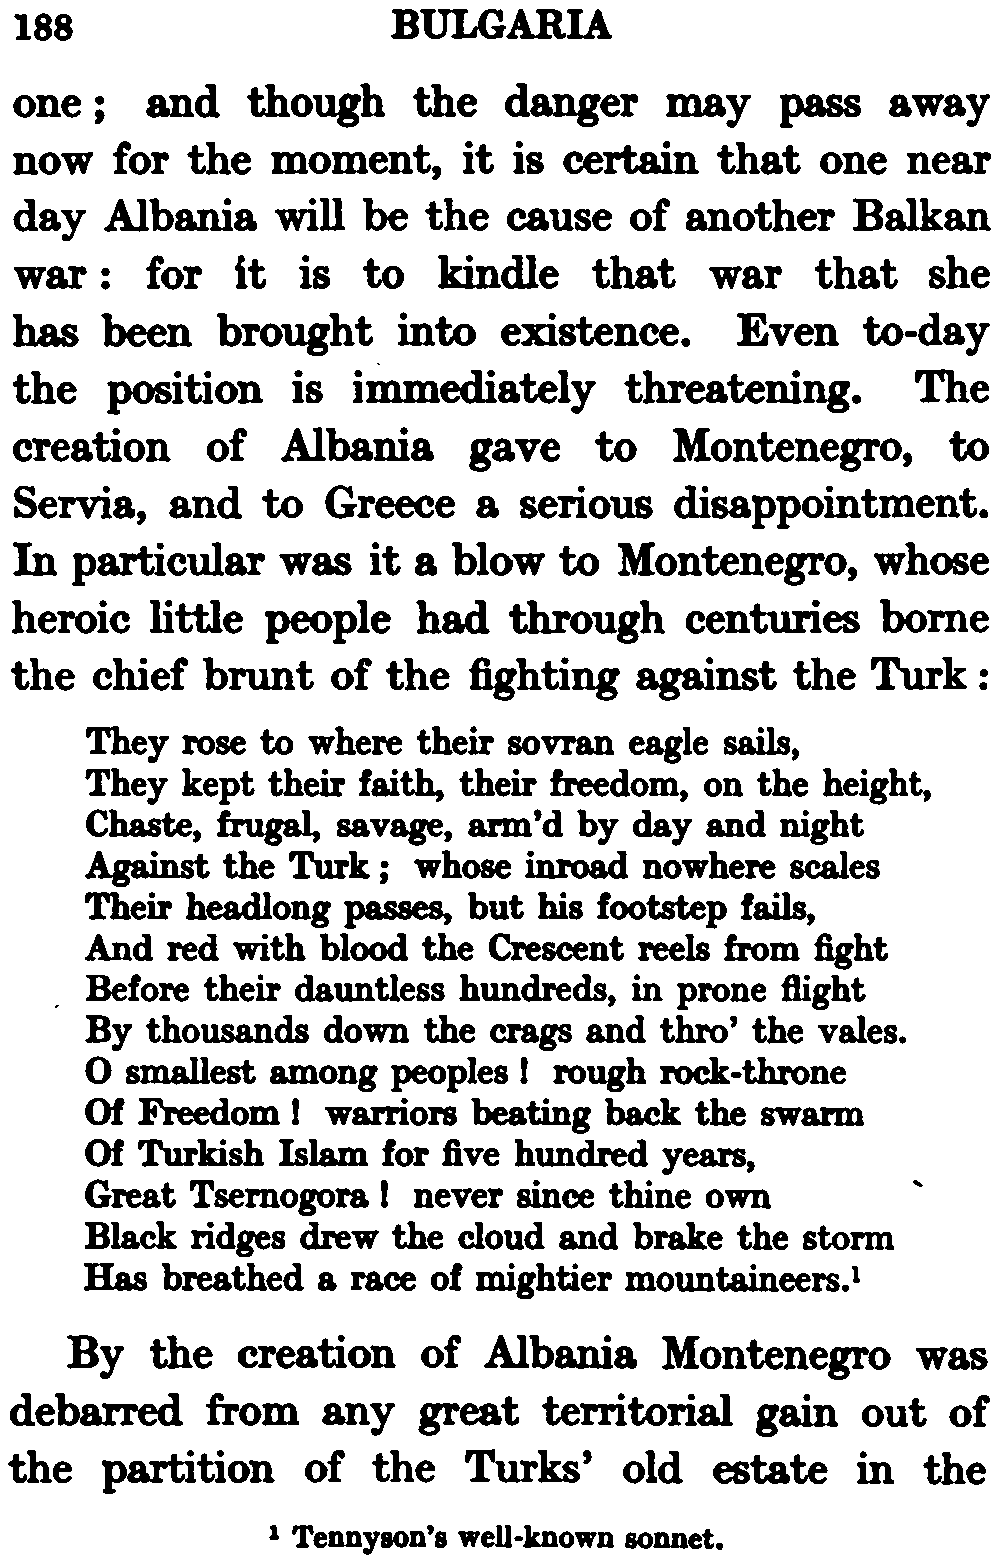 188 BULGARIA
one ; and though the danger may pass away
now for the moment, it is certain that one near
day Albania will be the cause of another Balkan
war : for it is to kindle that war that she
has been brought into existence. Even to-day
the position is immediately threatening. The
creation of Albania gave to Montenegro, to
Servia, and to Greece a serious disappointment.
In particular was it a blow to Montenegro, whose
heroic little people had through centuries borne
the chief brunt of the fighting against the Turk :
They rose to where their sovran eagle sails,
They kept their faith, their freedom, on the height,
Chaste, frugal, savage, arm'd by day and night
Against the Turk ; whose inroad nowhere scales
Their headlong passes, but his footstep fails,
And red with blood the Crescent reels from fight
Before their dauntless hundreds, in prone flight
By thousands down the crags and thro' the vales.
O smallest among peoples ! rough rock-throne
Of Freedom ! warriors beating back the swarm
Of Turkish Islam for five hundred years,
Great Tsernogora ! never since thine own
Black ridges drew the cloud and brake the storm
Has breathed a race of mightier mountaineers.¹
By the creation of Albania Montenegro was
debarred from any great territorial gain out of
the partition of the Turks' old estate in the
¹ Tennyson's well-known sonnet.